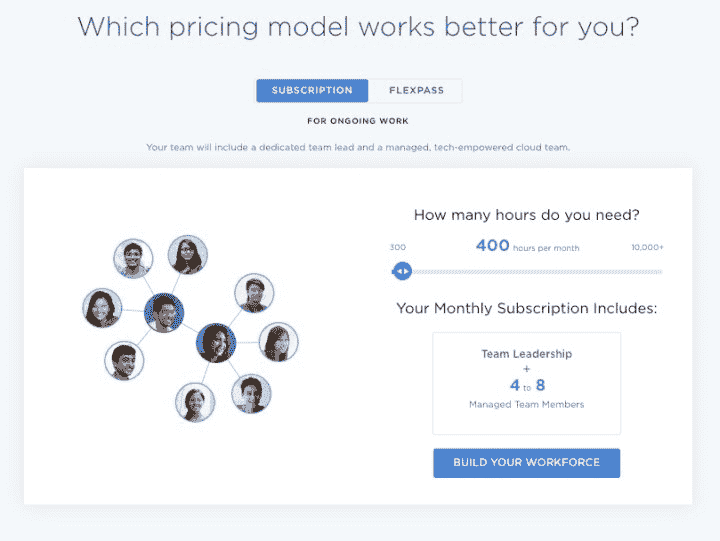 Which pricing model works better for you?
SUBSCRIPTION FLEXPASS
FOR ONGOING WORK
Your team will include a dedicated team lead and a managed, tech-empowered cloud team.
How many hours do you need?
300 400 hours per month 10,000+
Your Monthly Subscription Includes:
Team Leadership
+
4 to 8
Managed Team Members
BUILD YOUR WORKFORCE